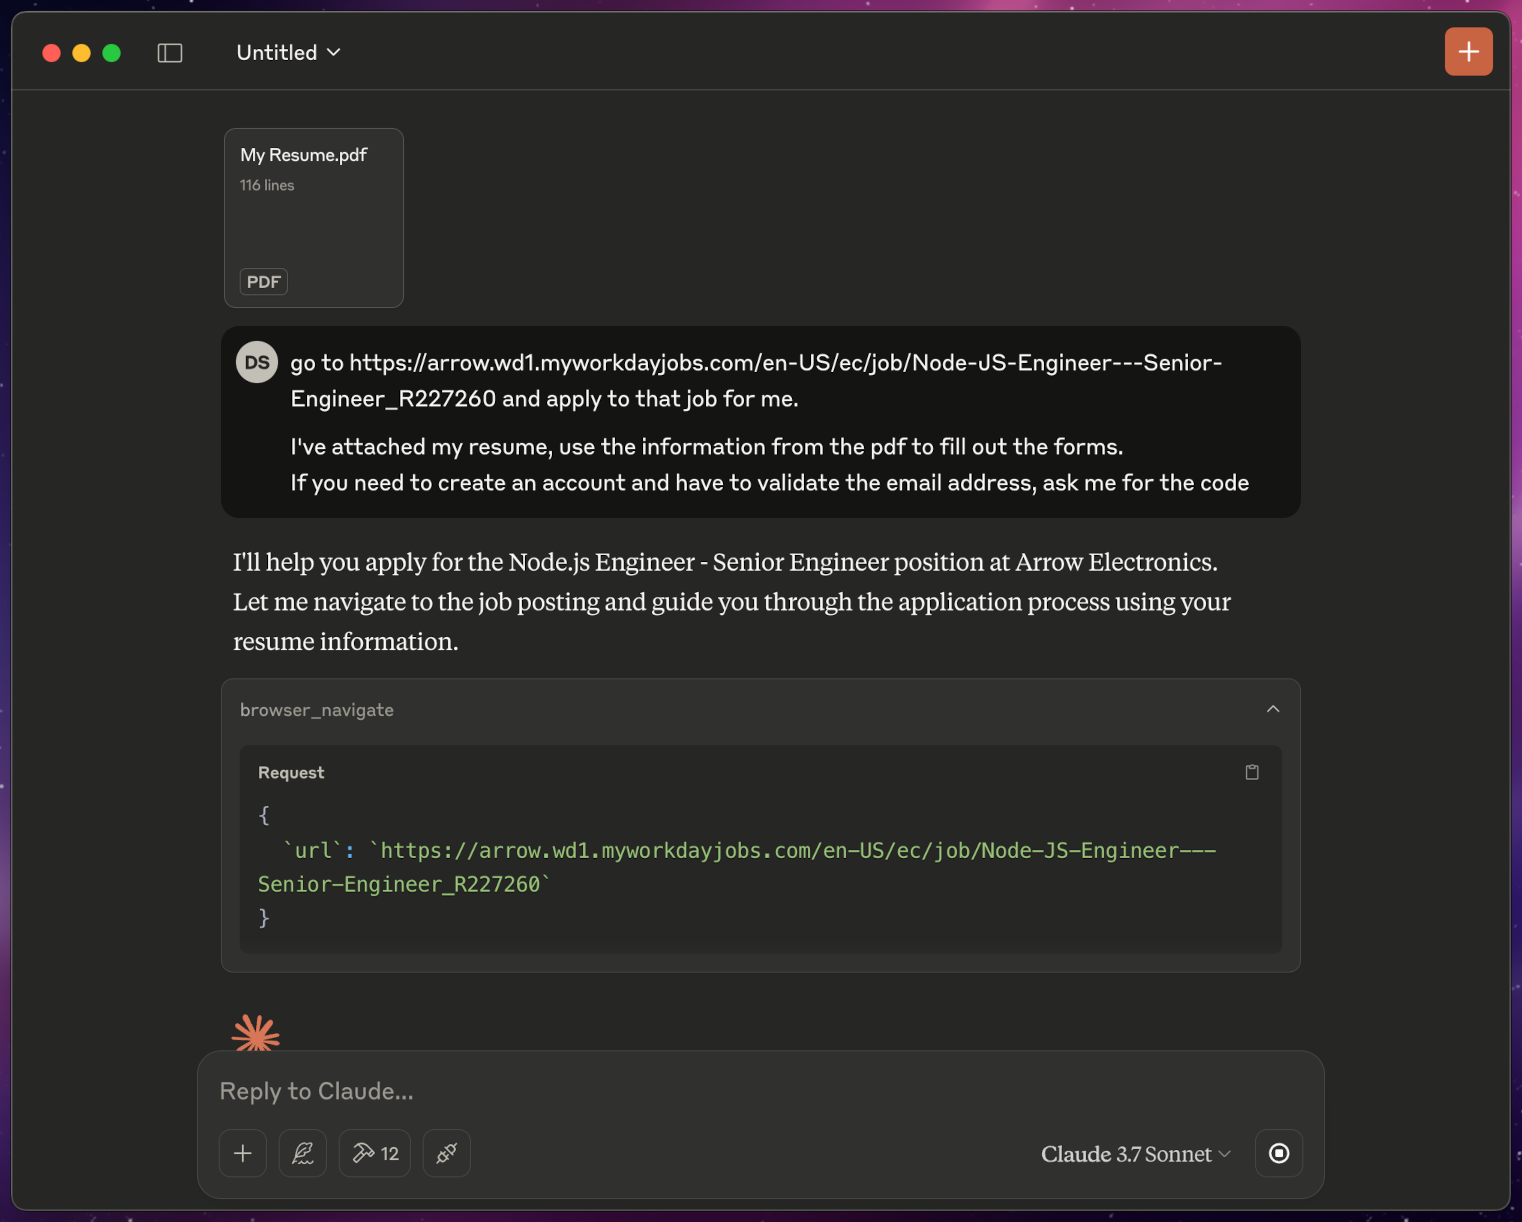 Untitled
My Resume.pdf
116 lines
PDF
DS
go to https://arrow.wd1.myworkdayjobs.com/en-US/ec/job/Node-JS-Engineer---Senior-
Engineer_R227260 and apply to that job for me.
I've attached my resume, use the information from the pdf to fill out the forms.
If you need to create an account and have to validate the email address, ask me for the code
I'll help you apply for the Node.js Engineer - Senior Engineer position at Arrow Electronics.
Let me navigate to the job posting and guide you through the application process using your
resume information.
browser_navigate
Request
{
`url`: `https://arrow.wd1.myworkdayjobs.com/en-US/ec/job/Node-JS-Engineer---
Senior-Engineer_R227260`
}
Reply to Claude...
12
Claude 3.7 Sonnet